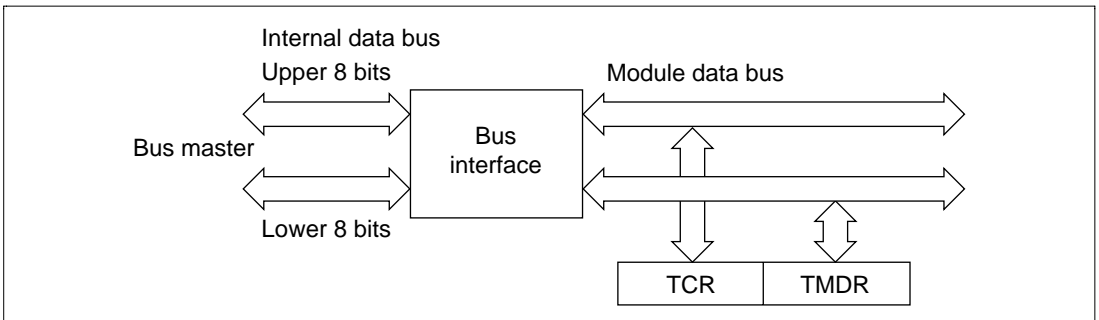 Internal data bus
Upper 8 bits
Module data bus
Bus master
Bus
interface
Lower 8 bits
TCR
TMDR